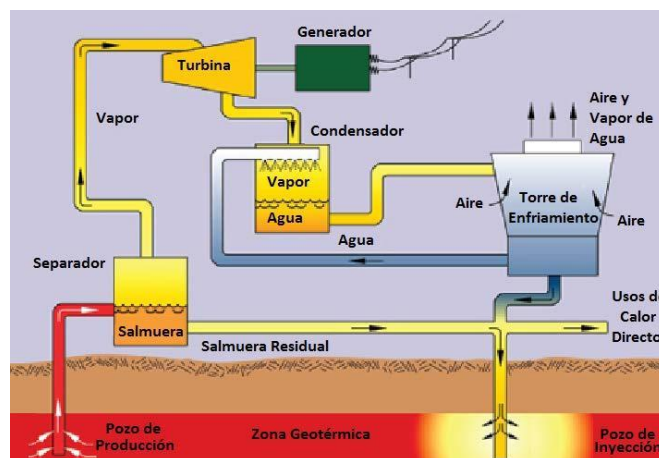 Generador
Turbina
Aire y
Vapor de
Agua
Vapor
Condensador
Vapor
Agua
Aire
Torre de
Enfriamiento
Aire
Agua
Separador
Usos de
Calor
Directo
Salmuera
Salmuera Residual
Pozo de
Producción
Zona Geotérmica
Pozo de
Inyección